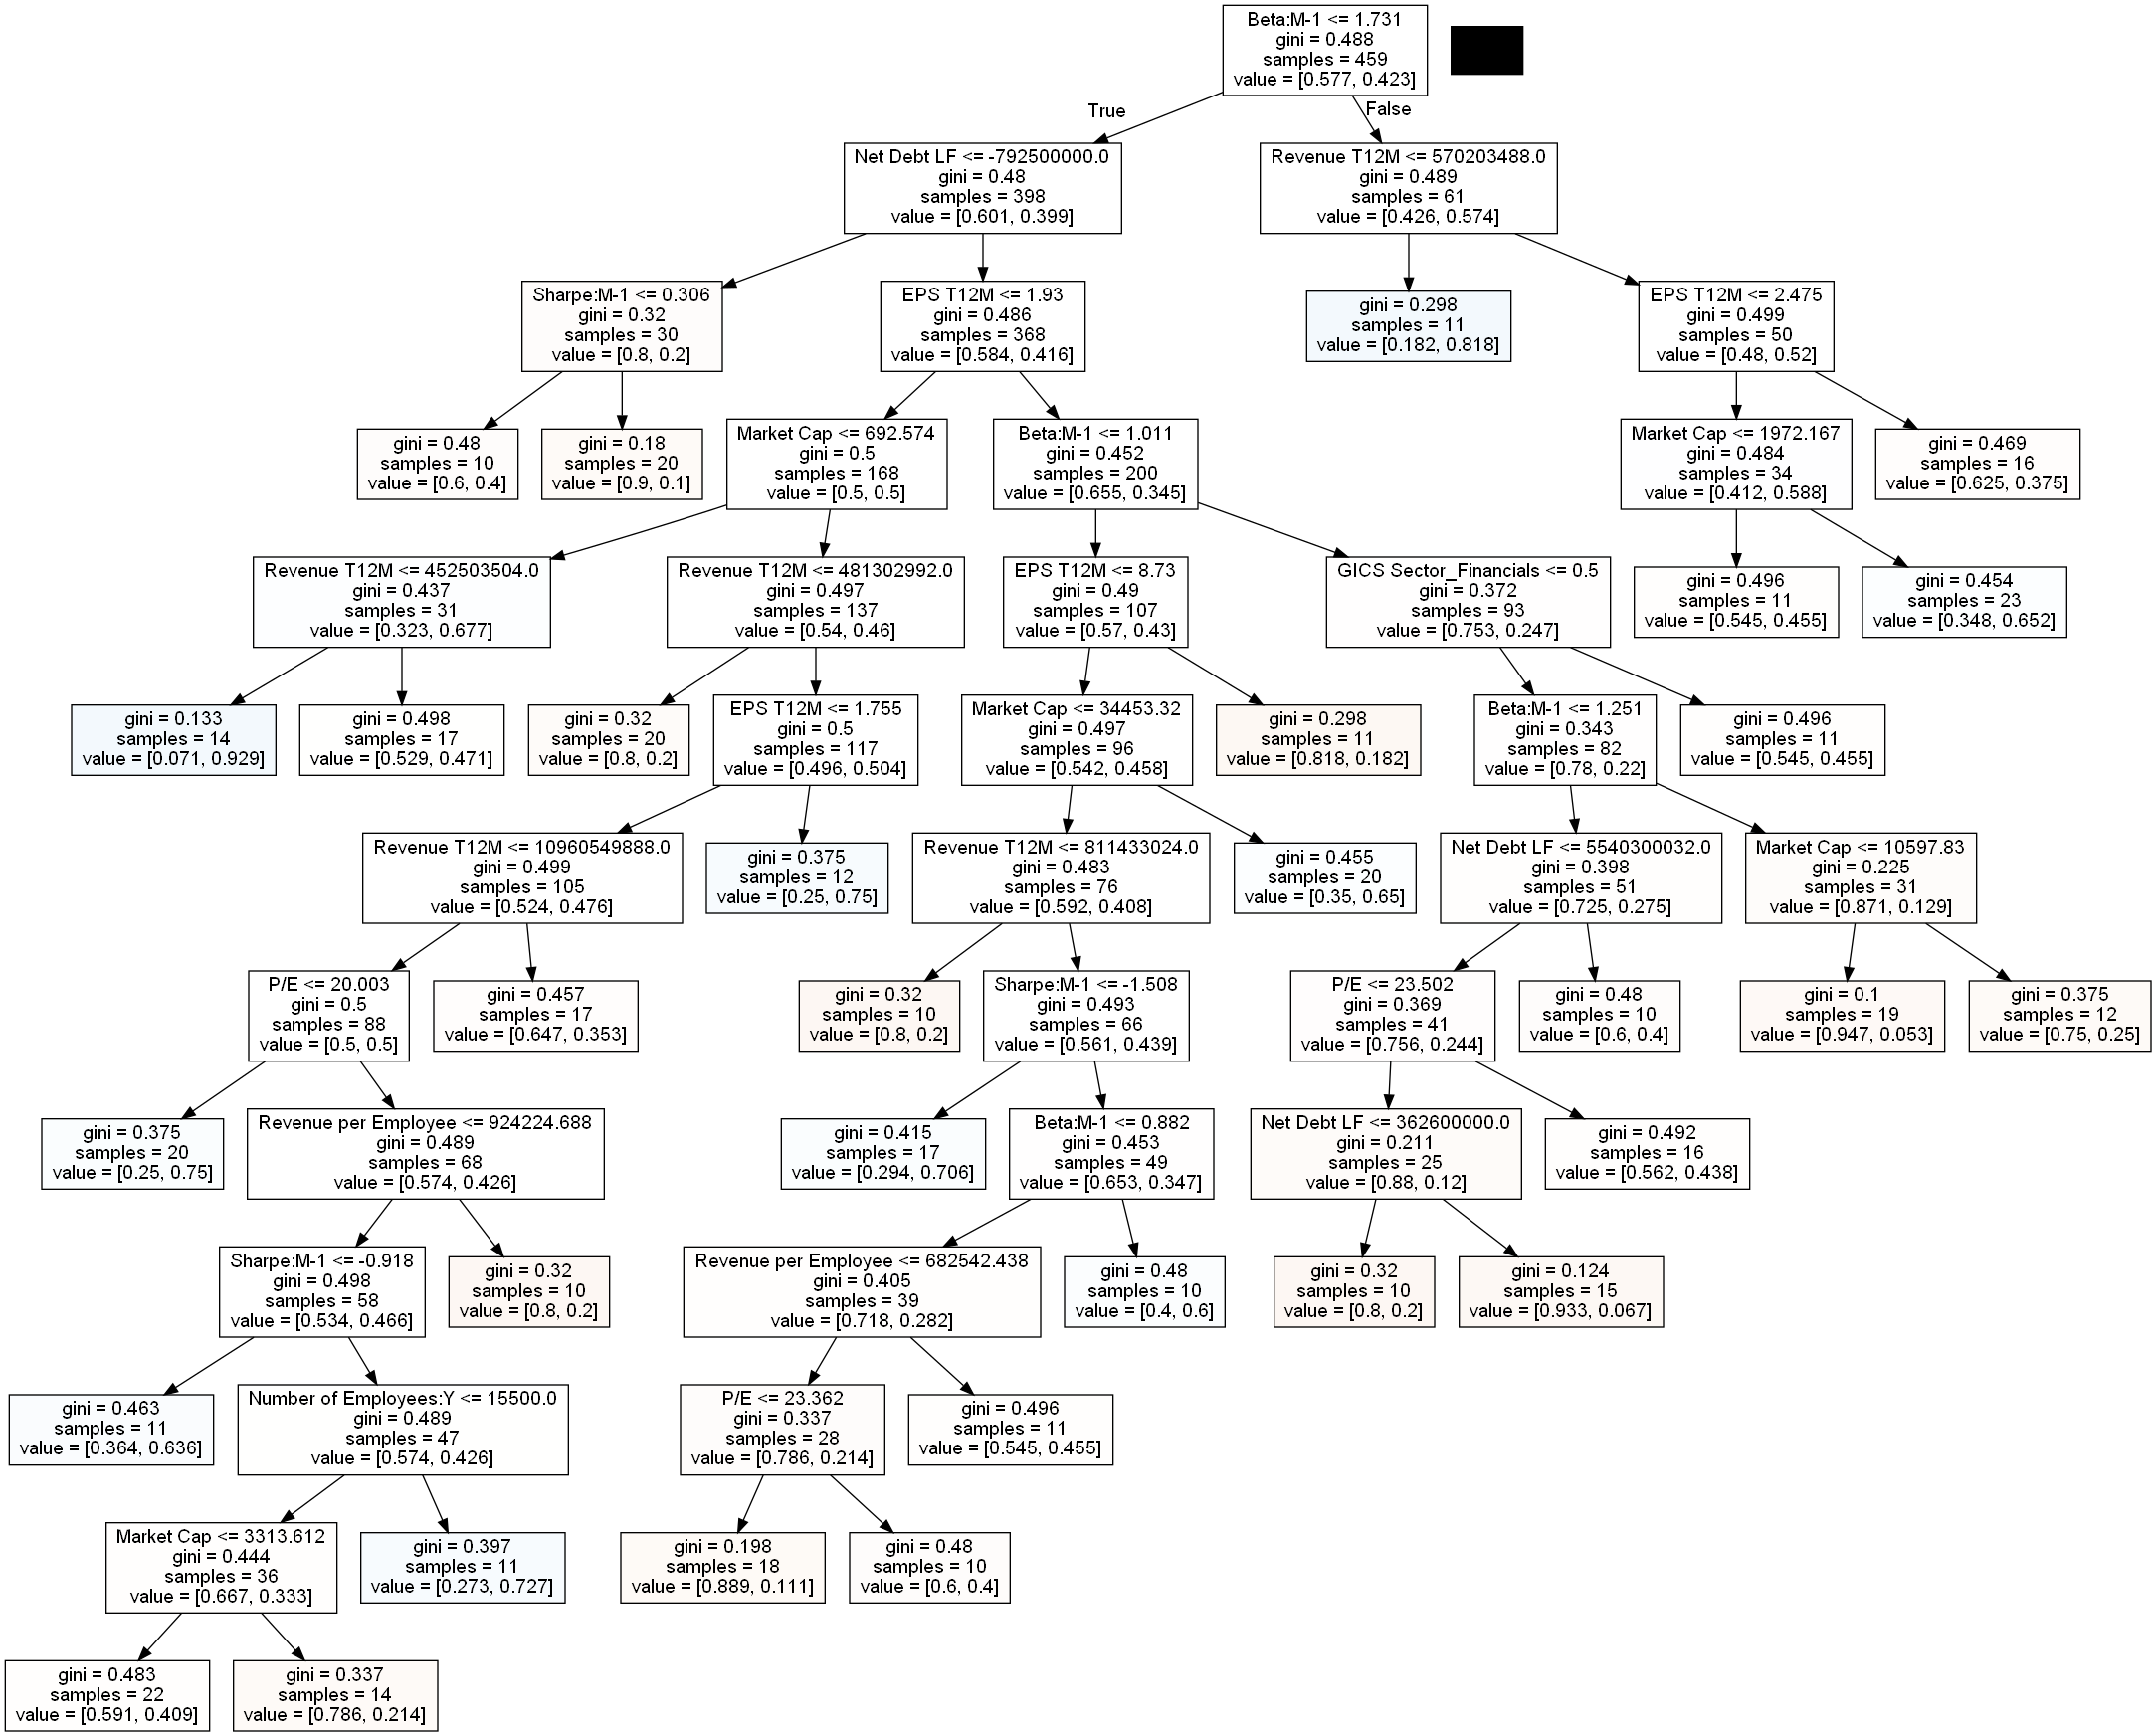 Beta:M-1 <= 1.731
gini = 0.488
samples = 459
value = [0.577, 0.423]
True
False
Net Debt LF <= -792500000.0
gini = 0.48
samples = 398
value = [0.601, 0.399]
Revenue T12M <= 570203488.0
gini = 0.489
samples = 61
value = [0.426, 0.574]
Sharpe:M-1 <= 0.306
gini = 0.32
samples = 30
value = [0.8, 0.2]
EPS T12M <= 1.93
gini = 0.486
samples = 368
value = [0.584, 0.416]
gini = 0.298
samples = 11
value = [0.182, 0.818]
EPS T12M <= 2.475
gini = 0.499
samples = 50
value = [0.48, 0.52]
gini = 0.48
samples = 10
value = [0.6, 0.4]
gini = 0.18
samples = 20
value = [0.9, 0.1]
Market Cap <= 692.574
gini = 0.5
samples = 168
value = [0.5, 0.5]
Beta:M-1 <= 1.011
gini = 0.452
samples = 200
value = [0.655, 0.345]
Market Cap <= 1972.167
gini = 0.484
samples = 34
value = [0.412, 0.588]
gini = 0.469
samples = 16
value = [0.625, 0.375]
Revenue T12M <= 452503504.0
gini = 0.437
samples = 31
value = [0.323, 0.677]
Revenue T12M <= 481302992.0
gini = 0.497
samples = 137
value = [0.54, 0.46]
EPS T12M <= 8.73
gini = 0.49
samples = 107
value = [0.57, 0.43]
GICS Sector_Financials <= 0.5
gini = 0.372
samples = 93
value = [0.753, 0.247]
gini = 0.496
samples = 11
value = [0.545, 0.455]
gini = 0.454
samples = 23
value = [0.348, 0.652]
gini = 0.133
samples = 14
value = [0.071, 0.929]
gini = 0.498
samples = 17
value = [0.529, 0.471]
gini = 0.32
samples = 20
value = [0.8, 0.2]
EPS T12M <= 1.755
gini = 0.5
samples = 117
value = [0.496, 0.504]
Market Cap <= 34453.32
gini = 0.497
samples = 96
value = [0.542, 0.458]
gini = 0.298
samples = 11
value = [0.818, 0.182]
Beta:M-1 <= 1.251
gini = 0.343
samples = 82
value = [0.78, 0.22]
gini = 0.496
samples = 11
value = [0.545, 0.455]
Revenue T12M <= 10960549888.0
gini = 0.499
samples = 105
value = [0.524, 0.476]
gini = 0.375
samples = 12
value = [0.25, 0.75]
Revenue T12M <= 811433024.0
gini = 0.483
samples = 76
value = [0.592, 0.408]
gini = 0.455
samples = 20
value = [0.35, 0.65]
Net Debt LF <= 5540300032.0
gini = 0.398
samples = 51
value = [0.725, 0.275]
Market Cap <= 10597.83
gini = 0.225
samples = 31
value = [0.871, 0.129]
P/E <= 20.003
gini = 0.5
samples = 88
value = [0.5, 0.5]
gini = 0.457
samples = 17
value = [0.647, 0.353]
gini = 0.32
samples = 10
value = [0.8, 0.2]
Sharpe:M-1 <= -1.508
gini = 0.493
samples = 66
value = [0.561, 0.439]
P/E <= 23.502
gini = 0.369
samples = 41
value = [0.756, 0.244]
gini = 0.48
samples = 10
value = [0.6, 0.4]
gini = 0.1
samples = 19
value = [0.947, 0.053]
gini = 0.375
samples = 12
value = [0.75, 0.25]
gini = 0.375
samples = 20
value = [0.25, 0.75]
Revenue per Employee <= 924224.688
gini = 0.489
samples = 68
value = [0.574, 0.426]
gini = 0.415
samples = 17
value = [0.294, 0.706]
Beta:M-1 <= 0.882
gini = 0.453
samples = 49
value = [0.653, 0.347]
Net Debt LF <= 362600000.0
gini = 0.211
samples = 25
value = [0.88, 0.12]
gini = 0.492
samples = 16
value = [0.562, 0.438]
Sharpe:M-1 <= -0.918
gini = 0.498
samples = 58
value = [0.534, 0.466]
gini = 0.32
samples = 10
value = [0.8, 0.2]
Revenue per Employee <= 682542.438
gini = 0.405
samples = 39
value = [0.718, 0.282]
gini = 0.48
samples = 10
value = [0.4, 0.6]
gini = 0.32
samples = 10
value = [0.8, 0.2]
gini = 0.124
samples = 15
value = [0.933, 0.067]
gini = 0.463
samples = 11
value = [0.364, 0.636]
Number of Employees:Y <= 15500.0
gini = 0.489
samples = 47
value = [0.574, 0.426]
P/E <= 23.362
gini = 0.337
samples = 28
value = [0.786, 0.214]
gini = 0.496
samples = 11
value = [0.545, 0.455]
Market Cap <= 3313.612
gini = 0.444
samples = 36
value = [0.667, 0.333]
gini = 0.397
samples = 11
value = [0.273, 0.727]
gini = 0.198
samples = 18
value = [0.889, 0.111]
gini = 0.48
samples = 10
value = [0.6, 0.4]
gini = 0.483
samples = 22
value = [0.591, 0.409]
gini = 0.337
samples = 14
value = [0.786, 0.214]